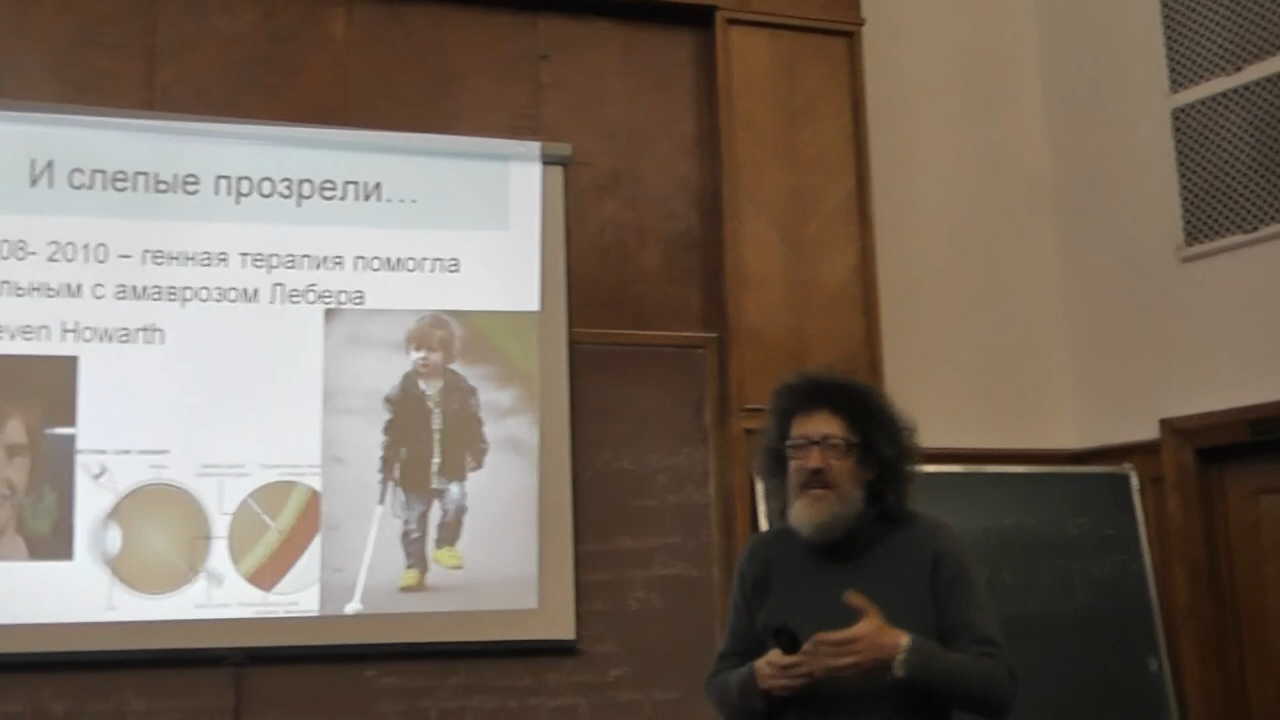 И слепые прозрели...
08- 2010 – генная терапия помогла
льным с амаврозом Лебера
even Howarth